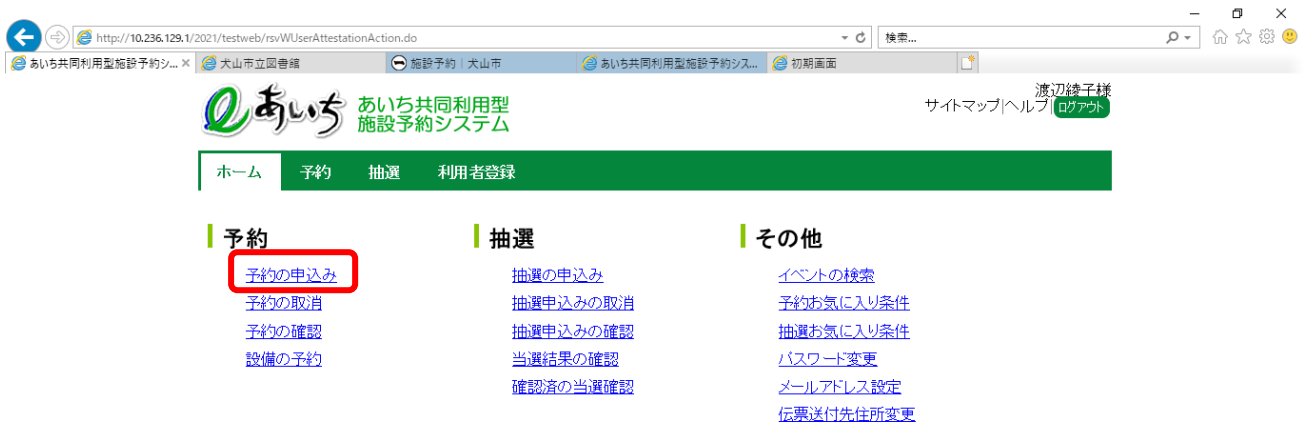 http://10.236.129.1/2021/testweb/rsvWUserAttestationAction.do
検索...
あいち共同利用型施設予約シ...
犬山市立図書館
施設予約 | 犬山市
あいち共同利用型施設予約シス...
初期画面
あいち
あいち共同利用型
施設予約システム
渡辺綾子様
サイトマップ|ヘルプ|ログアウト
ホーム
予約
抽選
利用者登録
予約
予約の申込み
予約の取消
予約の確認
設備の予約
抽選
抽選の申込み
抽選申込みの取消
抽選申込みの確認
当選結果の確認
確認済の当選確認
その他
イベントの検索
予約お気に入り条件
抽選お気に入り条件
パスワード変更
メールアドレス設定
伝票送付先住所変更